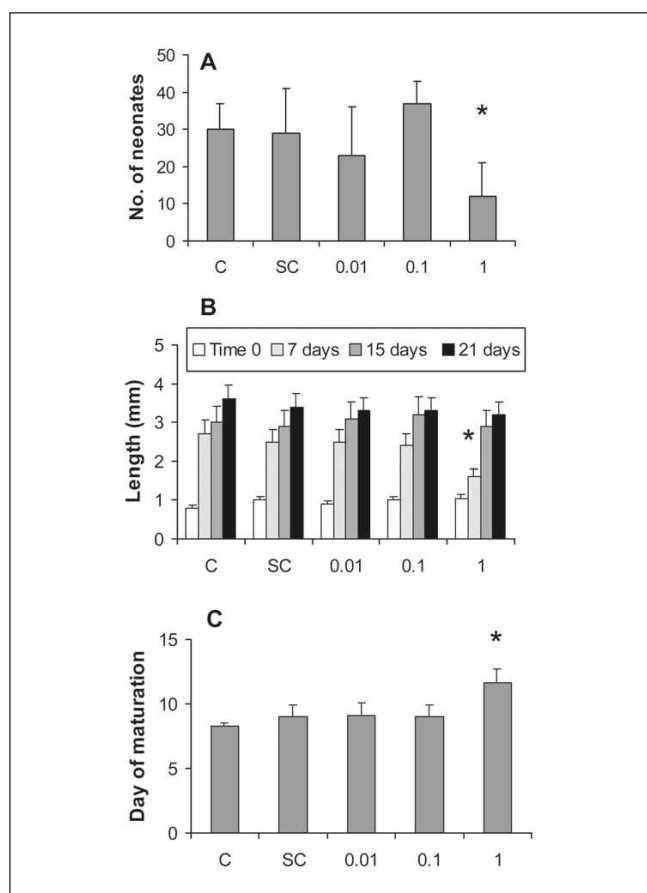 A
50
40
30
20
10
0
No. of neonates
*
C SC 0.01 0.1 1
B
Time 0 7 days 15 days 21 days
5
4
3
2
1
0
Length (mm)
*
C SC 0.01 0.1 1
C
15
10
5
0
Day of maturation
*
C SC 0.01 0.1 1